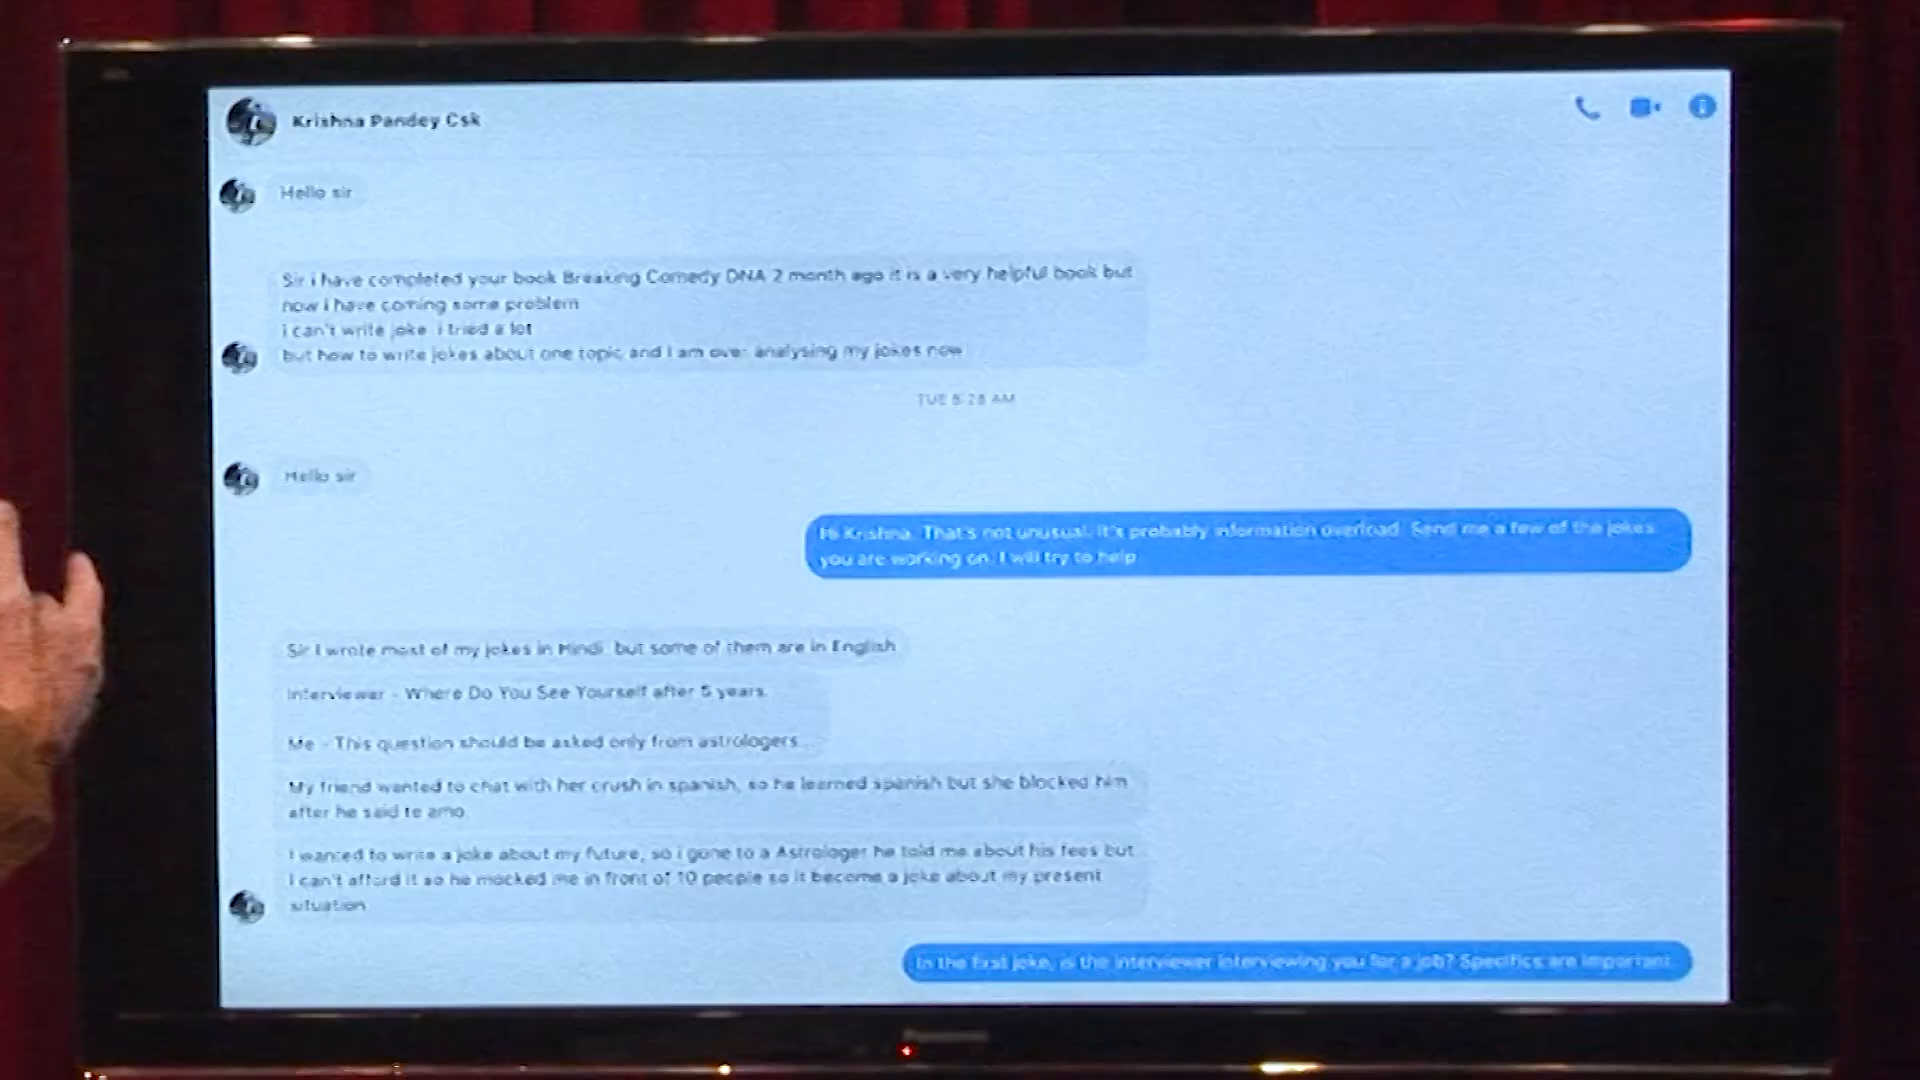 Krishna Pandey Csk
Hello sir
Sir i have completed your book Breaking Comedy DNA 2 month ago it is a very helpful book but
now i have coming some problem
i can't write joke i tried a lot
but how to write jokes about one topic and I am over analysing my jokes now
TUE 5:28 AM
Hello sir
Hi Krishna. That's not unusual. It's probably information overload. Send me a few of the jokes
you are working on. I will try to help
Sir I wrote most of my jokes in Hindi but some of them are in English
Interviewer - Where Do You See Yourself after 5 years.
Me - This question should be asked only from astrologers...
My friend wanted to chat with her crush in spanish, so he learned spanish but she blocked him
after he said te amo
I wanted to write a joke about my future, so i gone to a Astrologer he told me about his fees but
I can't afford it so he mocked me in front of 10 people so it become a joke about my present
situation
In the first joke, is the interviewer interviewing you for a job? Specifics are important.
Panasonic